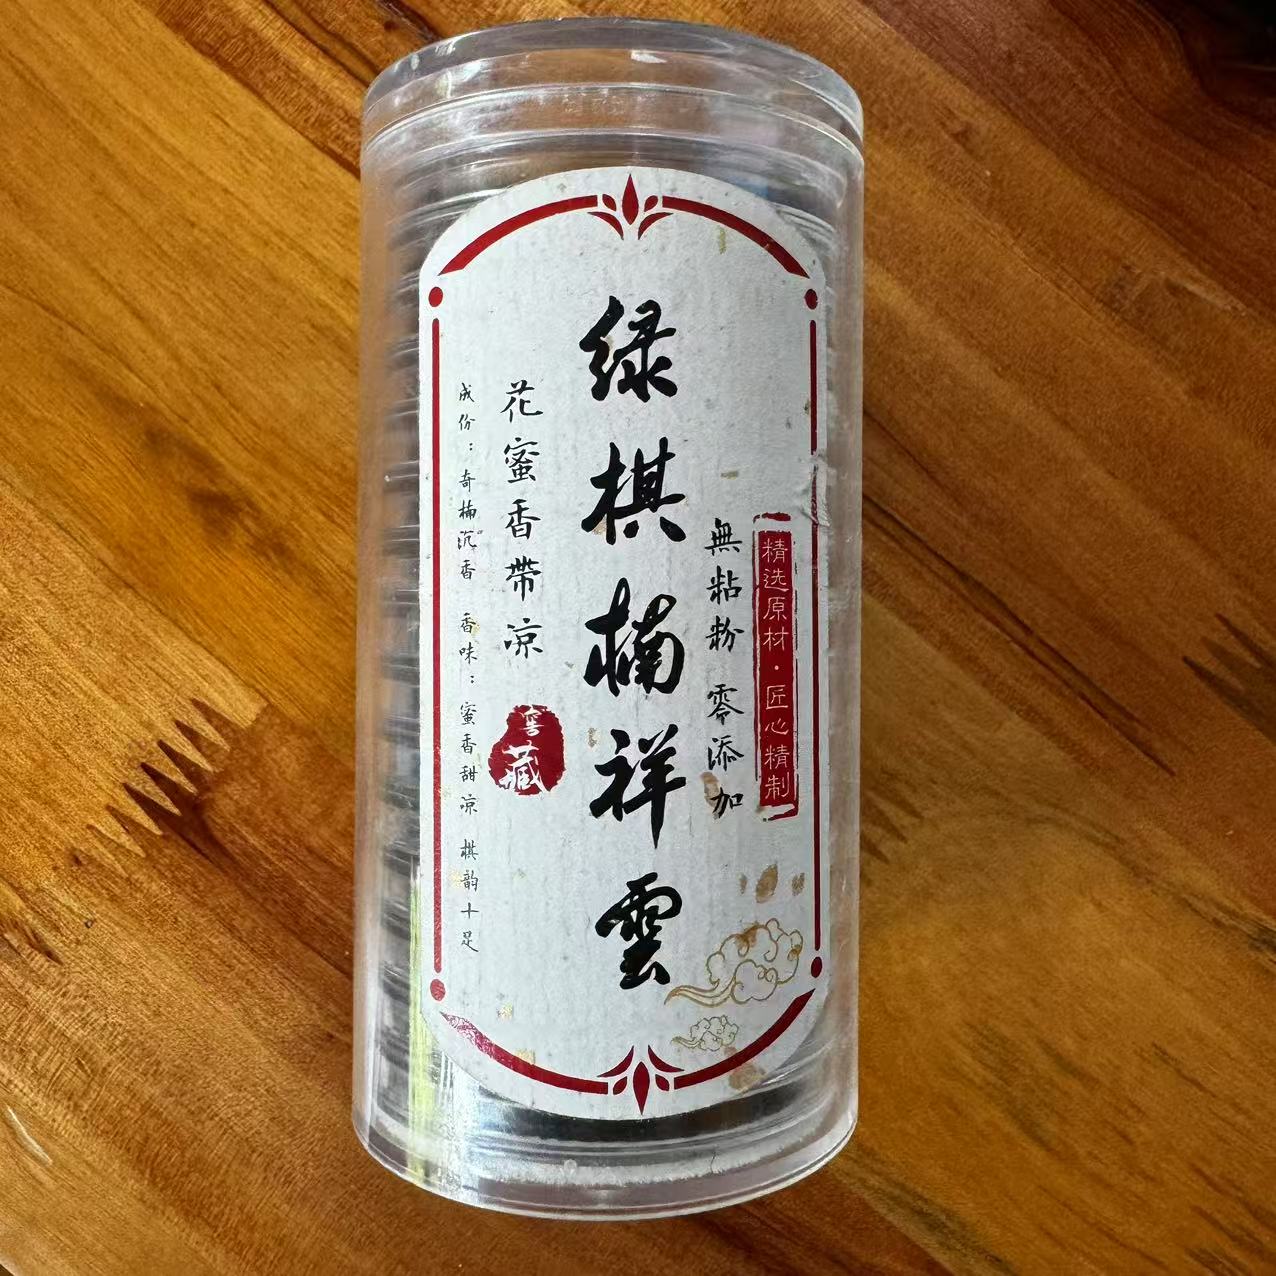 精选原材·匠心精制
無粘粉 零添加
绿棋楠祥雲
花蜜香带凉
窖藏
成份：奇楠沉香 香味：蜜香甜凉 棋韵十足